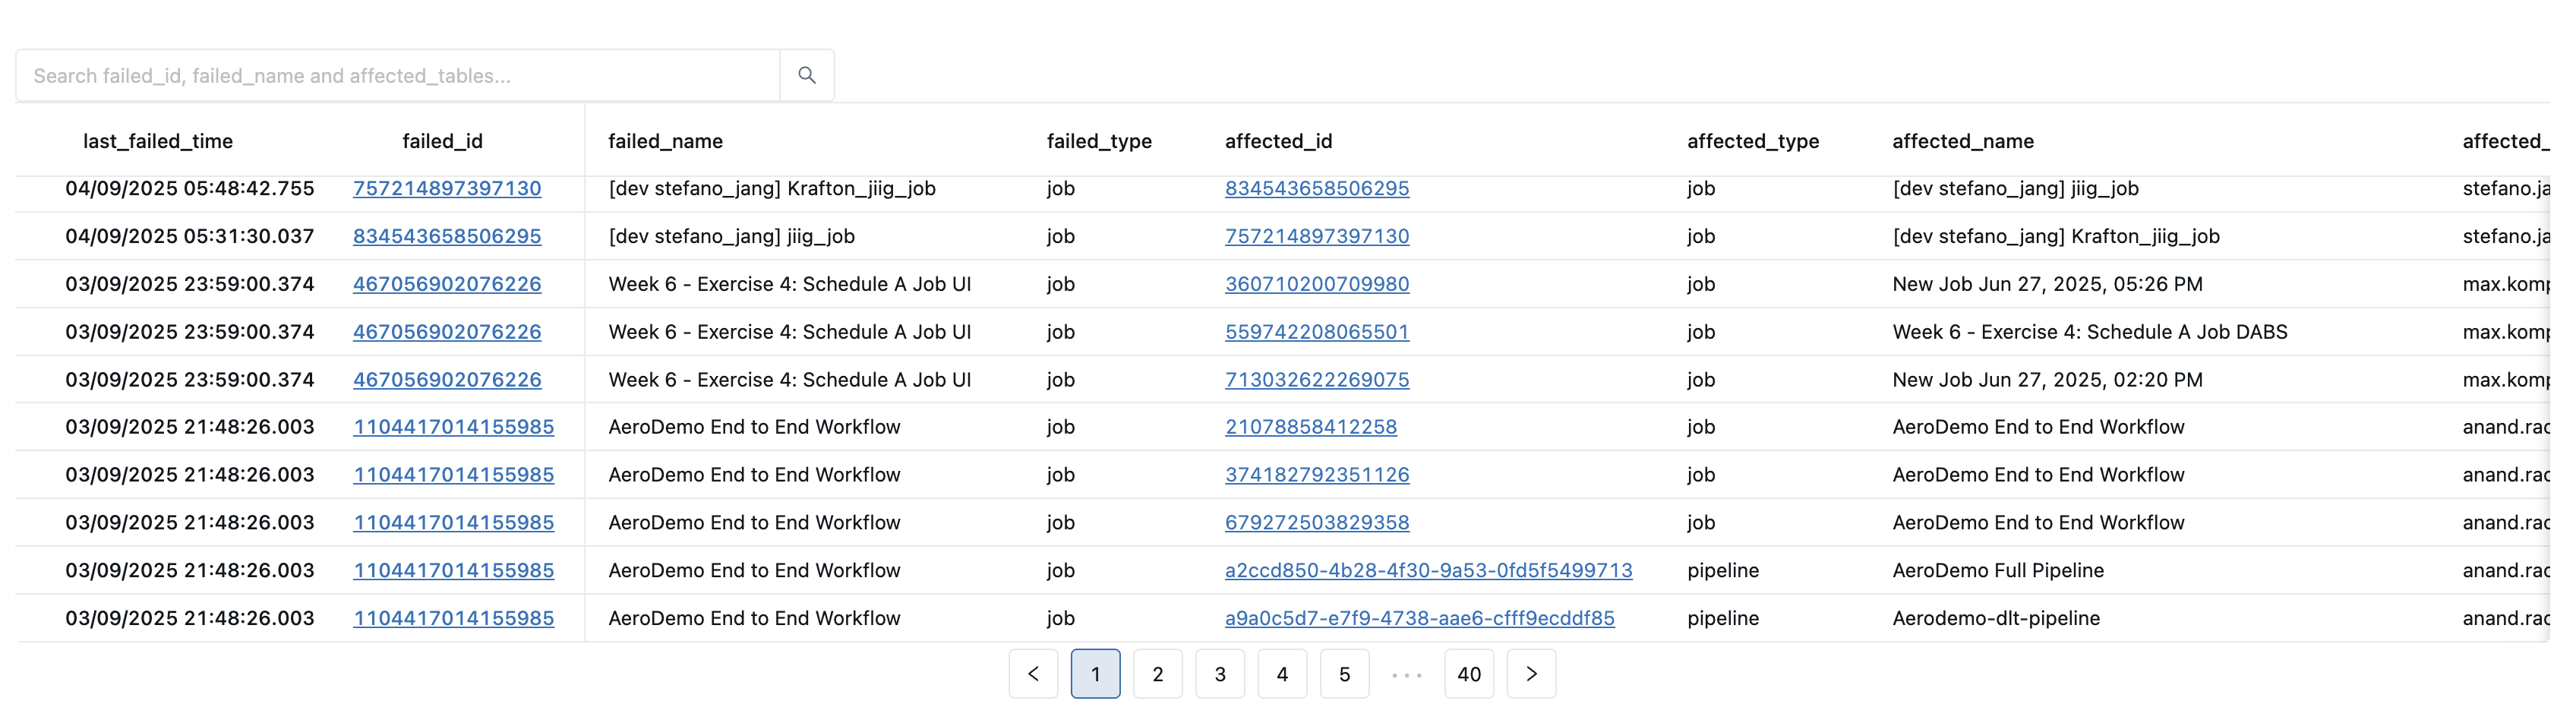 Search failed_id, failed_name and affected_tables...
last_failed_time failed_id failed_name failed_type affected_id affected_type affected_name affected_
04/09/2025 05:48:42.755 757214897397130 [dev stefano_jang] Krafton_jiig_job job 834543658506295 job [dev stefano_jang] jiig_job stefano.ja
04/09/2025 05:31:30.037 834543658506295 [dev stefano_jang] jiig_job job 757214897397130 job [dev stefano_jang] Krafton_jiig_job stefano.ja
03/09/2025 23:59:00.374 467056902076226 Week 6 - Exercise 4: Schedule A Job UI job 360710200709980 job New Job Jun 27, 2025, 05:26 PM max.komp
03/09/2025 23:59:00.374 467056902076226 Week 6 - Exercise 4: Schedule A Job UI job 559742208065501 job Week 6 - Exercise 4: Schedule A Job DABS max.komp
03/09/2025 23:59:00.374 467056902076226 Week 6 - Exercise 4: Schedule A Job UI job 713032622269075 job New Job Jun 27, 2025, 02:20 PM max.komp
03/09/2025 21:48:26.003 1104417014155985 AeroDemo End to End Workflow job 21078858412258 job AeroDemo End to End Workflow anand.rao
03/09/2025 21:48:26.003 1104417014155985 AeroDemo End to End Workflow job 374182792351126 job AeroDemo End to End Workflow anand.rao
03/09/2025 21:48:26.003 1104417014155985 AeroDemo End to End Workflow job 679272503829358 job AeroDemo End to End Workflow anand.rao
03/09/2025 21:48:26.003 1104417014155985 AeroDemo End to End Workflow job a2ccd850-4b28-4f30-9a53-0fd5f5499713 pipeline AeroDemo Full Pipeline anand.rao
03/09/2025 21:48:26.003 1104417014155985 AeroDemo End to End Workflow job a9a0c5d7-e7f9-4738-aae6-cfff9ecddf85 pipeline Aerodemo-dlt-pipeline anand.rao
< 1 2 3 4 5 ··· 40 >